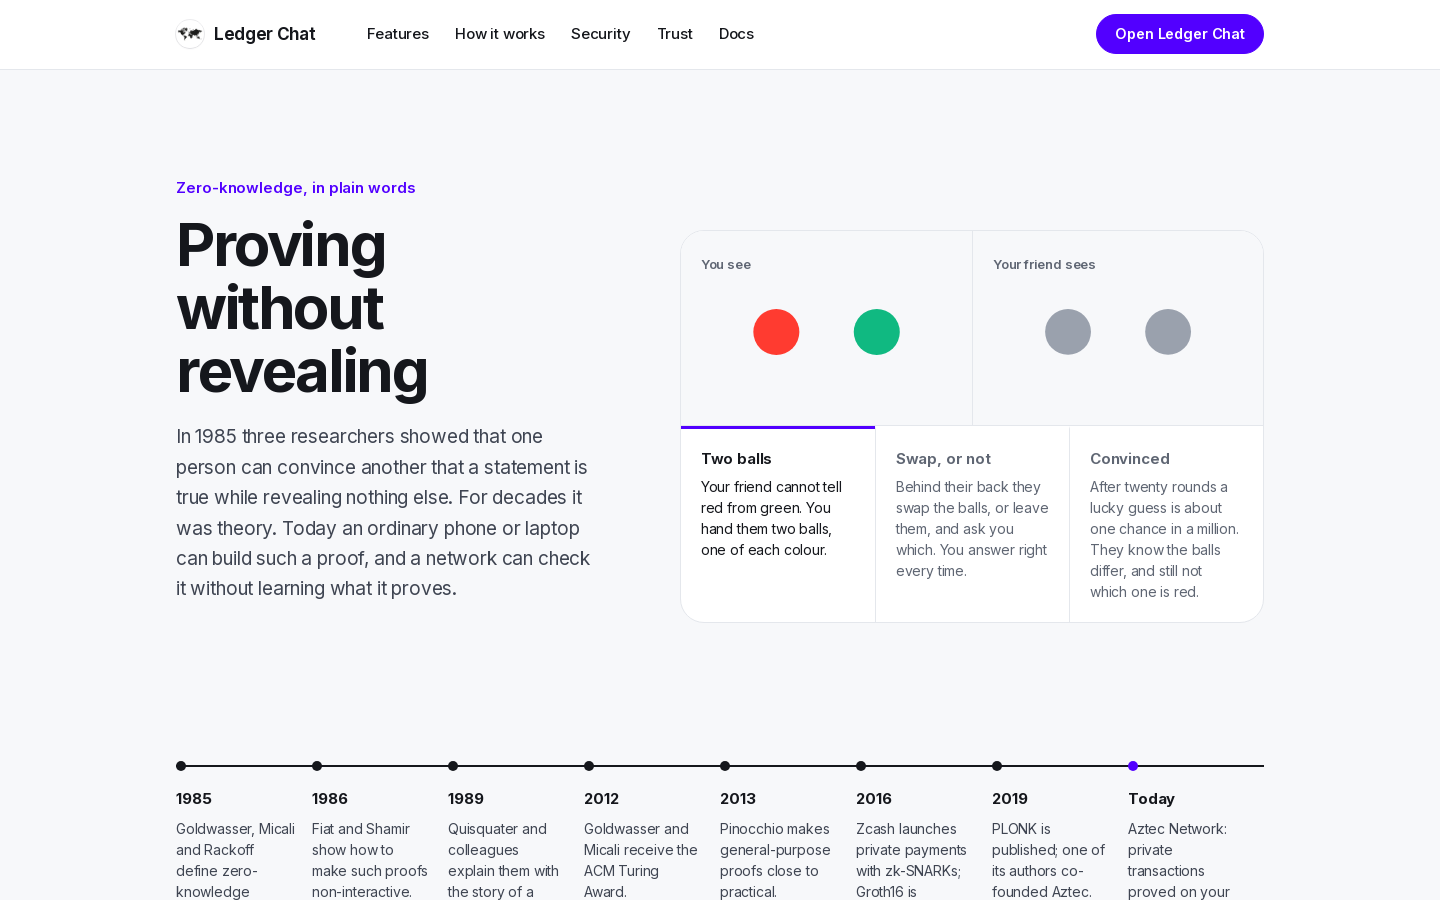 Ledger Chat
Features
How it works
Security
Trust
Docs
Open Ledger Chat
Zero-knowledge, in plain words
Proving
without
revealing
In 1985 three researchers showed that one
person can convince another that a statement is
true while revealing nothing else. For decades it
was theory. Today an ordinary phone or laptop
can build such a proof, and a network can check
it without learning what it proves.
You see
Your friend sees
Two balls
Your friend cannot tell
red from green. You
hand them two balls,
one of each colour.
Swap, or not
Behind their back they
swap the balls, or leave
them, and ask you
which. You answer right
every time.
Convinced
After twenty rounds a
lucky guess is about
one chance in a million.
They know the balls
differ, and still not
which one is red.
1985
Goldwasser, Micali
and Rackoff
define zero-
knowledge
1986
Fiat and Shamir
show how to
make such proofs
non-interactive.
1989
Quisquater and
colleagues
explain them with
the story of a
2012
Goldwasser and
Micali receive the
ACM Turing
Award.
2013
Pinocchio makes
general-purpose
proofs close to
practical.
2016
Zcash launches
private payments
with zk-SNARKs;
Groth16 is
2019
PLONK is
published; one of
its authors co-
founded Aztec.
Today
Aztec Network:
private
transactions
proved on your